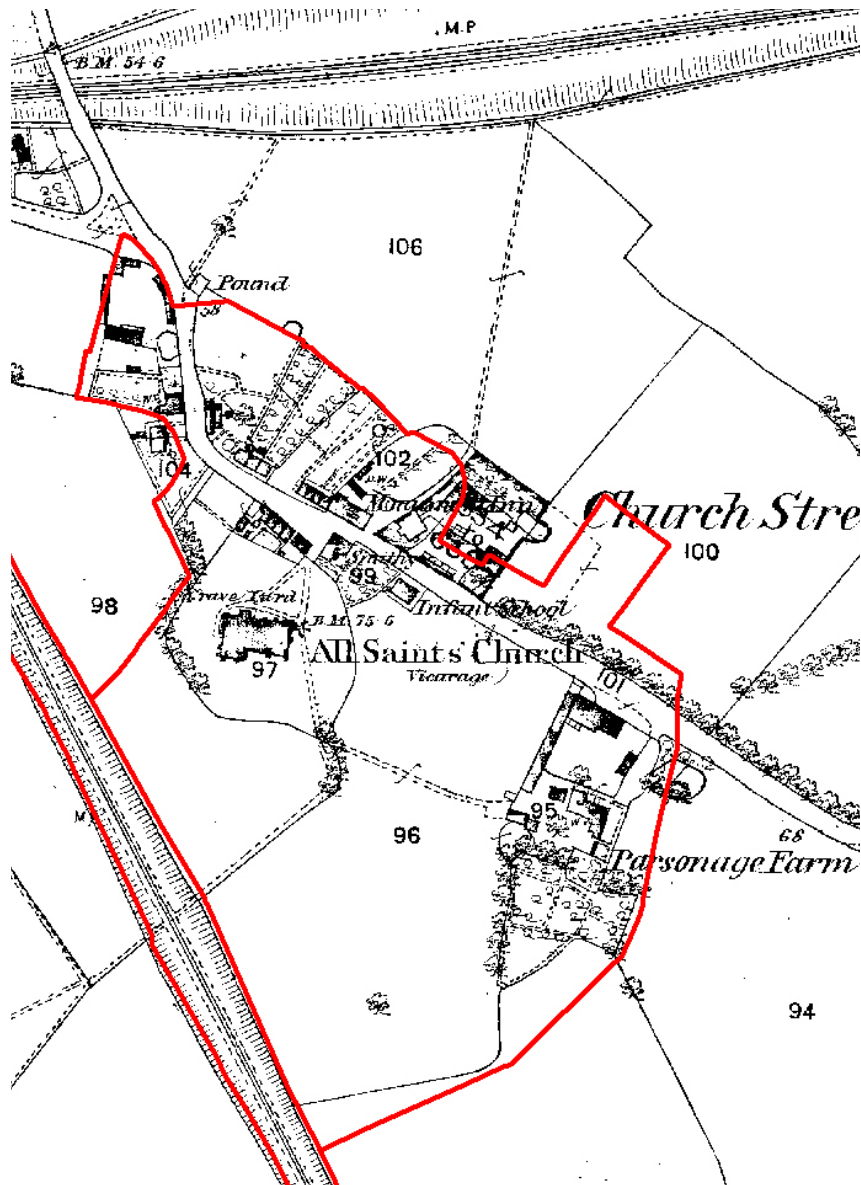 M.P
B.M. 54·6
106
Pound
58
102
104
Church Stre
100
Smithy
99
98
Grave Yard
Infant School
B.M. 75·6
All Saints' Church
97
Vicarage
101
95
96
68
Parsonage Farm
94